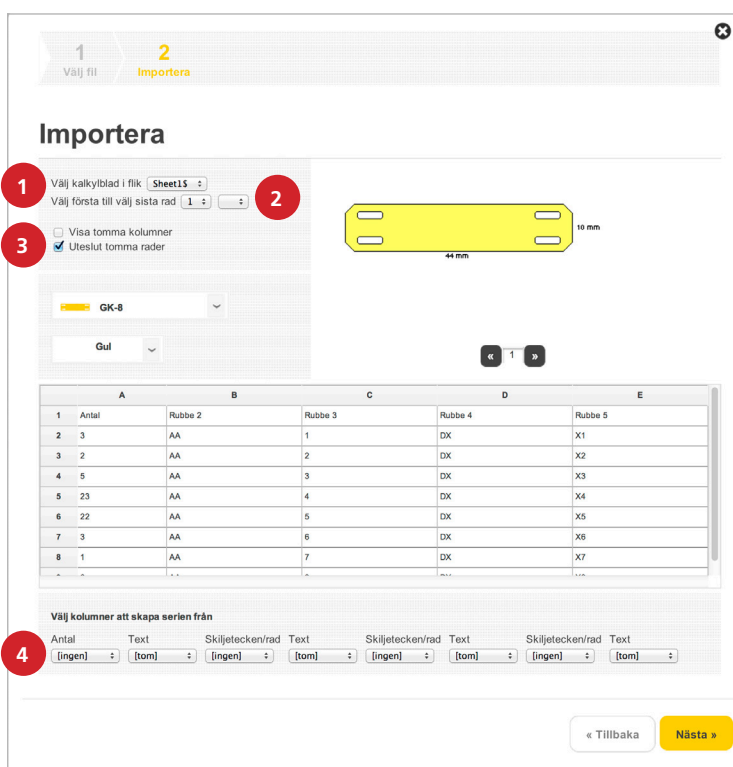 1
2
Välj fil
Importera
Importera
1
Välj kalkylblad i flik Sheet1$
Välj första till välj sista rad 1
2
3
Visa tomma kolumner
Uteslut tomma rader
10 mm
44 mm
GK-8
Gul
« 1 »
A B C D E
1 Antal Rubbe 2 Rubbe 3 Rubbe 4 Rubbe 5
2 3 AA 1 DX X1
3 2 AA 2 DX X2
4 5 AA 3 DX X3
5 23 AA 4 DX X4
6 22 AA 5 DX X5
7 3 AA 6 DX X6
8 1 AA 7 DX X7
Välj kolumner att skapa serien från
Antal Text Skiljetecken/rad Text Skiljetecken/rad Text Skiljetecken/rad Text
4
[ingen] [tom] [ingen] [tom] [ingen] [tom] [ingen] [tom]
« Tillbaka
Nästa »